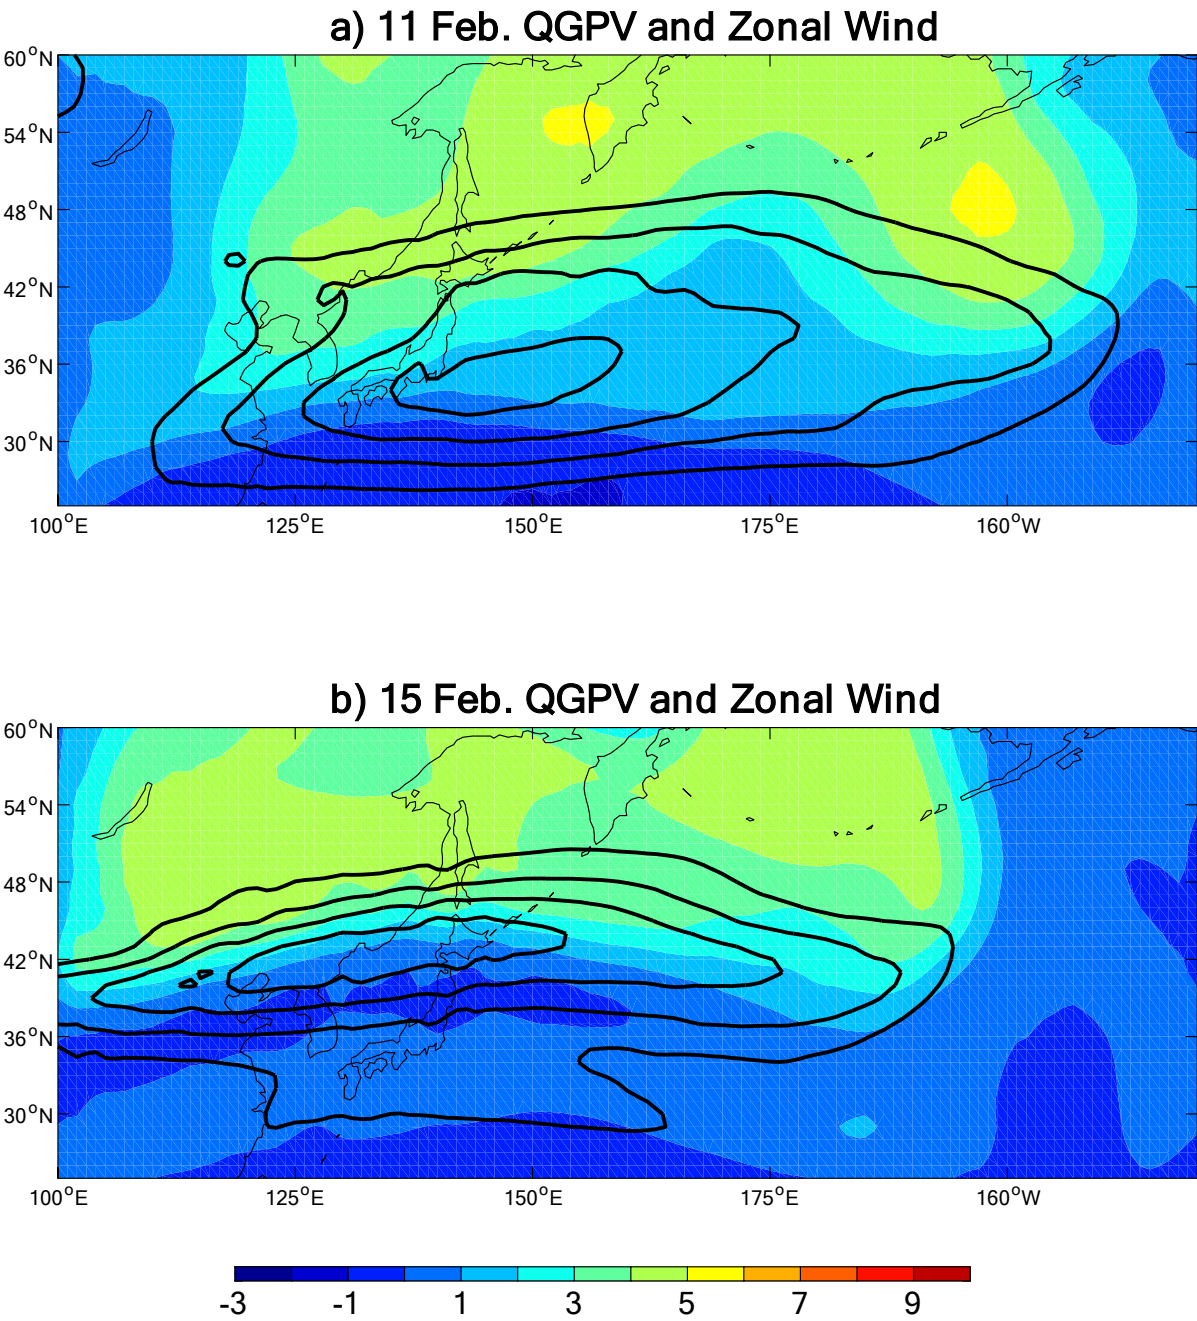 a) 11 Feb. QGPV and Zonal Wind
60°N
54°N
48°N
42°N
36°N
30°N
100°E 125°E 150°E 175°E 160°W
b) 15 Feb. QGPV and Zonal Wind
60°N
54°N
48°N
42°N
36°N
30°N
100°E 125°E 150°E 175°E 160°W
-3 -1 1 3 5 7 9